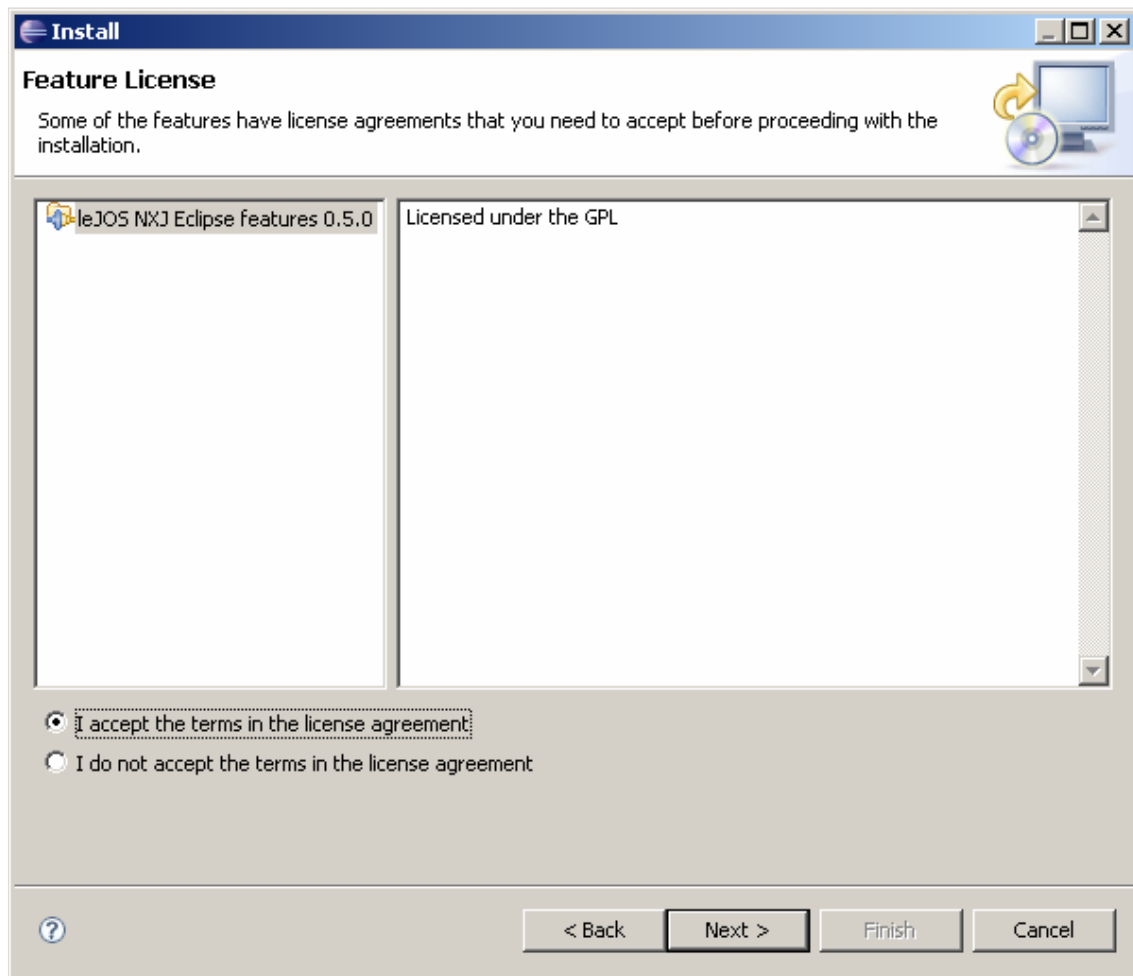 Install
Feature License
Some of the features have license agreements that you need to accept before proceeding with the
installation.
leJOS NXJ Eclipse features 0.5.0
Licensed under the GPL
I accept the terms in the license agreement
I do not accept the terms in the license agreement
?
< Back
Next >
Finish
Cancel